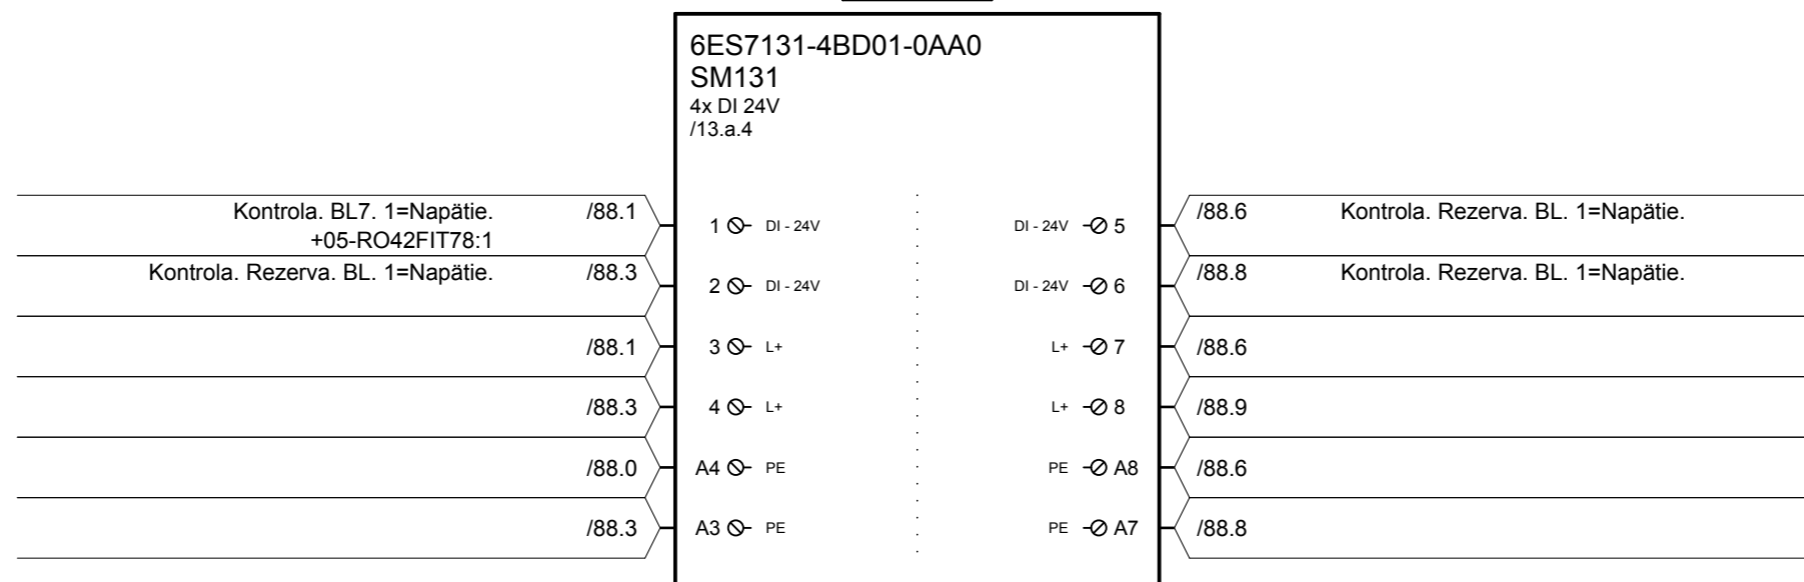 6ES7131-4BD01-0AA0
SM131
4x DI 24V
/13.a.4
Kontrola. BL7. 1=Napätie. /88.1 1 DI - 24V DI - 24V 5 /88.6 Kontrola. Rezerva. BL. 1=Napätie.
+05-RO42FIT78:1
Kontrola. Rezerva. BL. 1=Napätie. /88.3 2 DI - 24V DI - 24V 6 /88.8 Kontrola. Rezerva. BL. 1=Napätie.
/88.1 3 L+ L+ 7 /88.6
/88.3 4 L+ L+ 8 /88.9
/88.0 A4 PE PE A8 /88.6
/88.3 A3 PE PE A7 /88.8